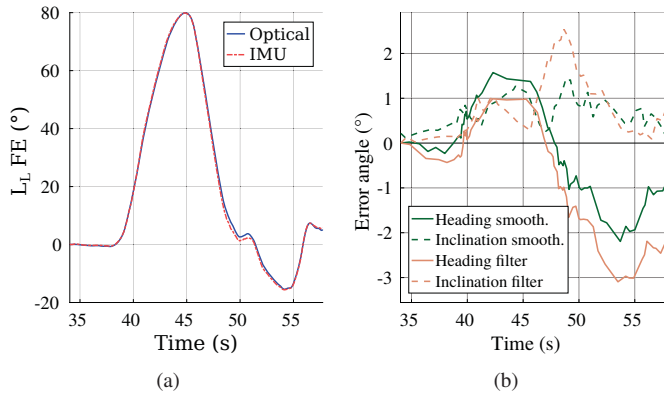 80
60
40
20
0
-20
L_L FE (°)
Optical
IMU
40 45 50 55
Time (s)
(a)
2
1
0
-1
-2
-3
Error angle (°)
Heading smooth.
Inclination smooth.
Heading filter
Inclination filter
35 40 45 50 55
Time (s)
(b)